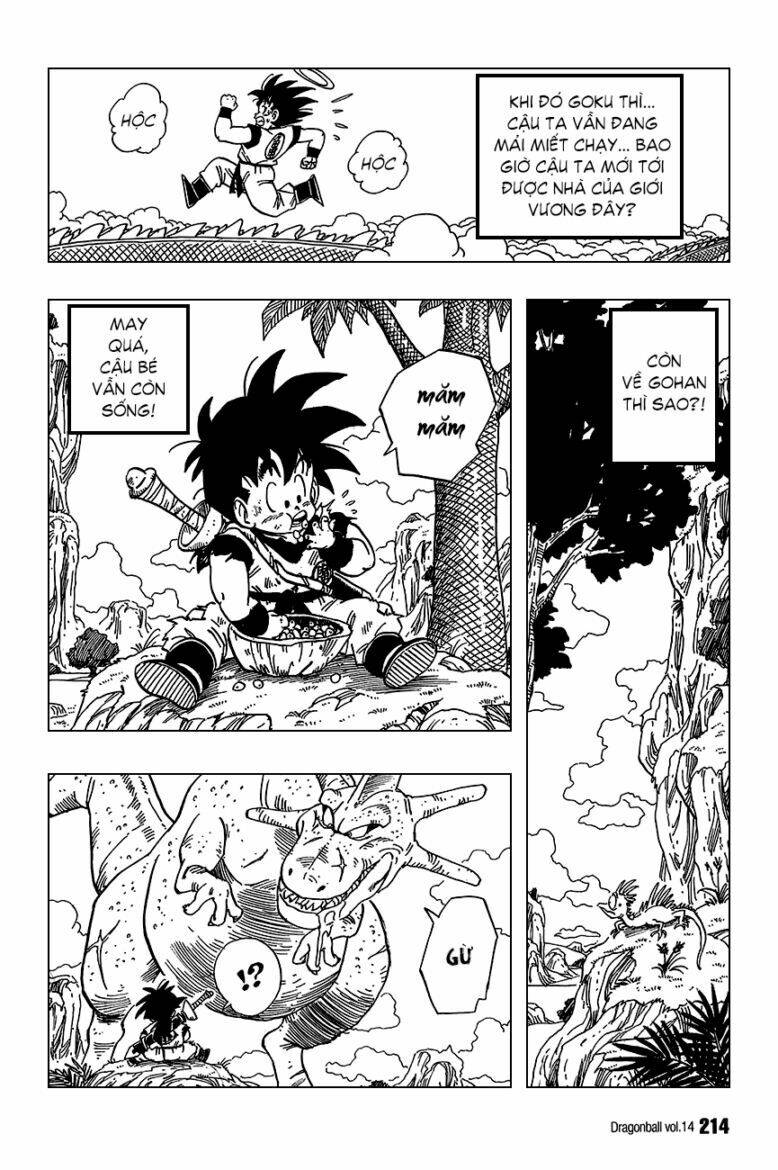 HỘC
HỘC
KHI ĐÓ GOKU THÌ...
CẬU TA VẪN ĐANG
MẢI MIẾT CHẠY... BAO
GIỜ CẬU TA MỚI TỚI
ĐƯỢC NHÀ CỦA GIỚI
VƯƠNG ĐÂY?
MAY
QUÁ,
CẬU BÉ
VẪN CÒN
SỐNG!
MĂM
MĂM
CÒN
VỀ GOHAN
THÌ SAO?!
!?
GỪ
Dragonball vol.14 214